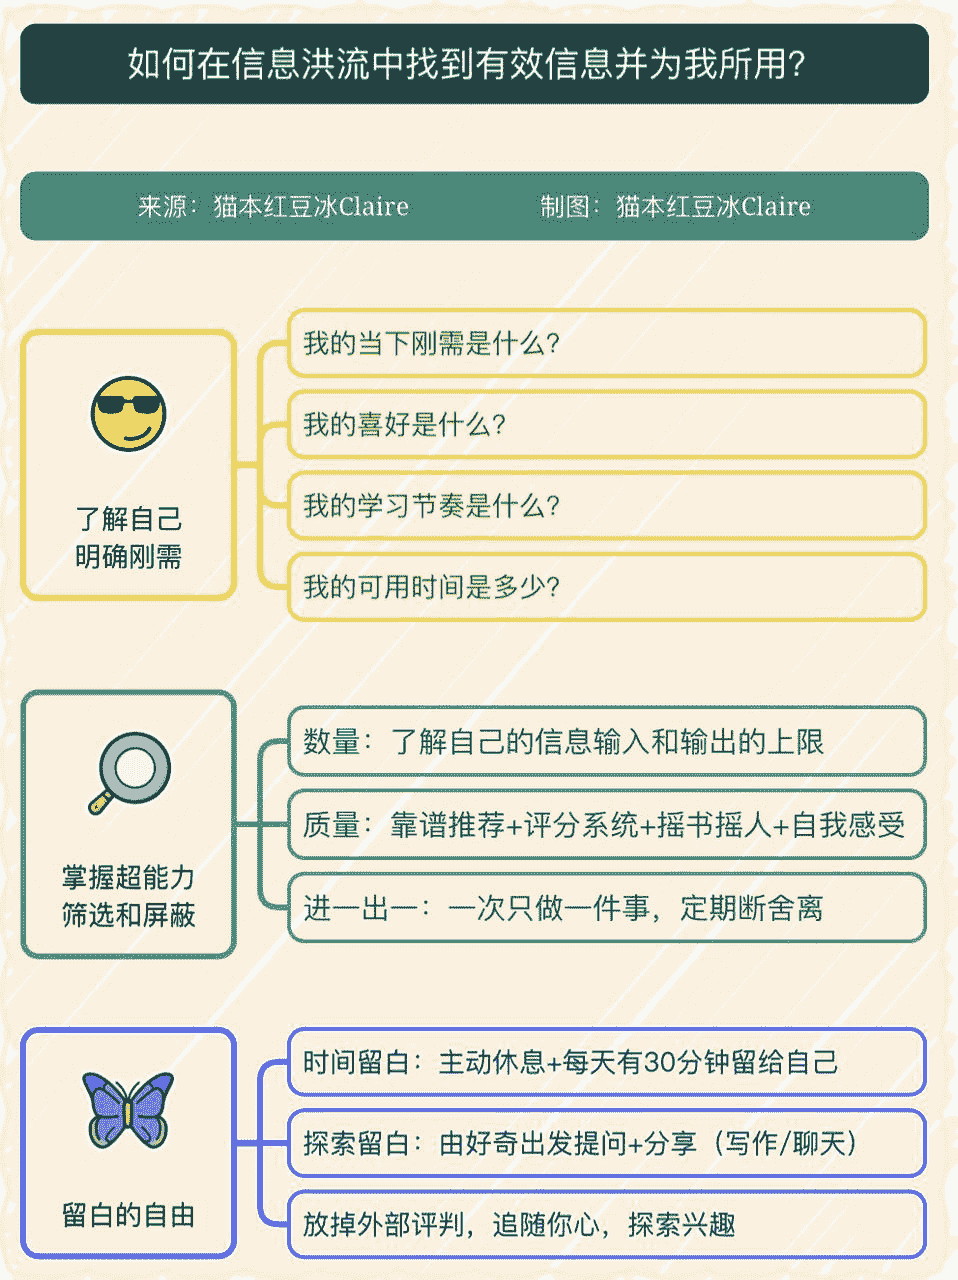 如何在信息洪流中找到有效信息并为我所用?
来源：猫本红豆冰Claire
制图：猫本红豆冰Claire
了解自己
明确刚需
我的当下刚需是什么?
我的喜好是什么?
我的学习节奏是什么?
我的可用时间是多少?
掌握超能力
筛选和屏蔽
数量：了解自己的信息输入和输出的上限
质量：靠谱推荐+评分系统+摇书摇人+自我感受
进一出一：一次只做一件事，定期断舍离
留白的自由
时间留白：主动休息+每天有30分钟留给自己
探索留白：由好奇出发提问+分享（写作/聊天）
放掉外部评判，追随你心，探索兴趣